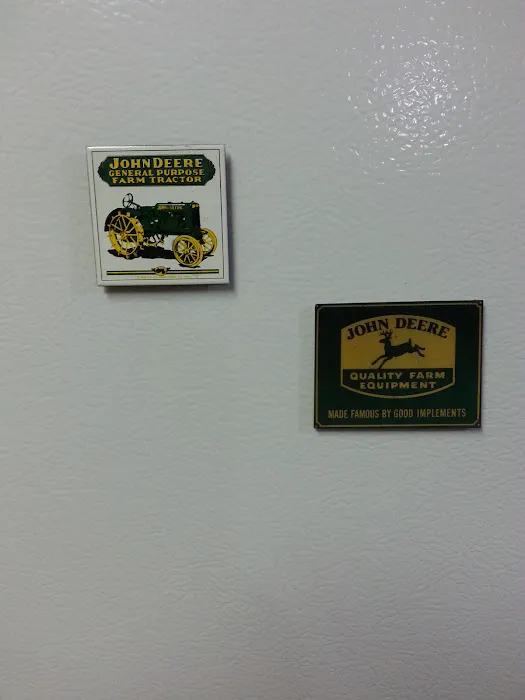 JOHN DEERE
GENERAL PURPOSE
FARM TRACTOR
JOHN DEERE
QUALITY FARM
EQUIPMENT
MADE FAMOUS BY GOOD IMPLEMENTS